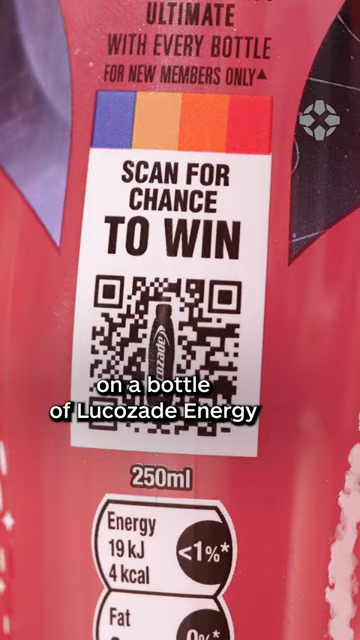 ULTIMATE
WITH EVERY BOTTLE
FOR NEW MEMBERS ONLY▲
SCAN FOR
CHANCE
TO WIN
on a bottle
of Lucozade Energy
250ml
Energy
19 kJ
4 kcal
<1%*
Fat